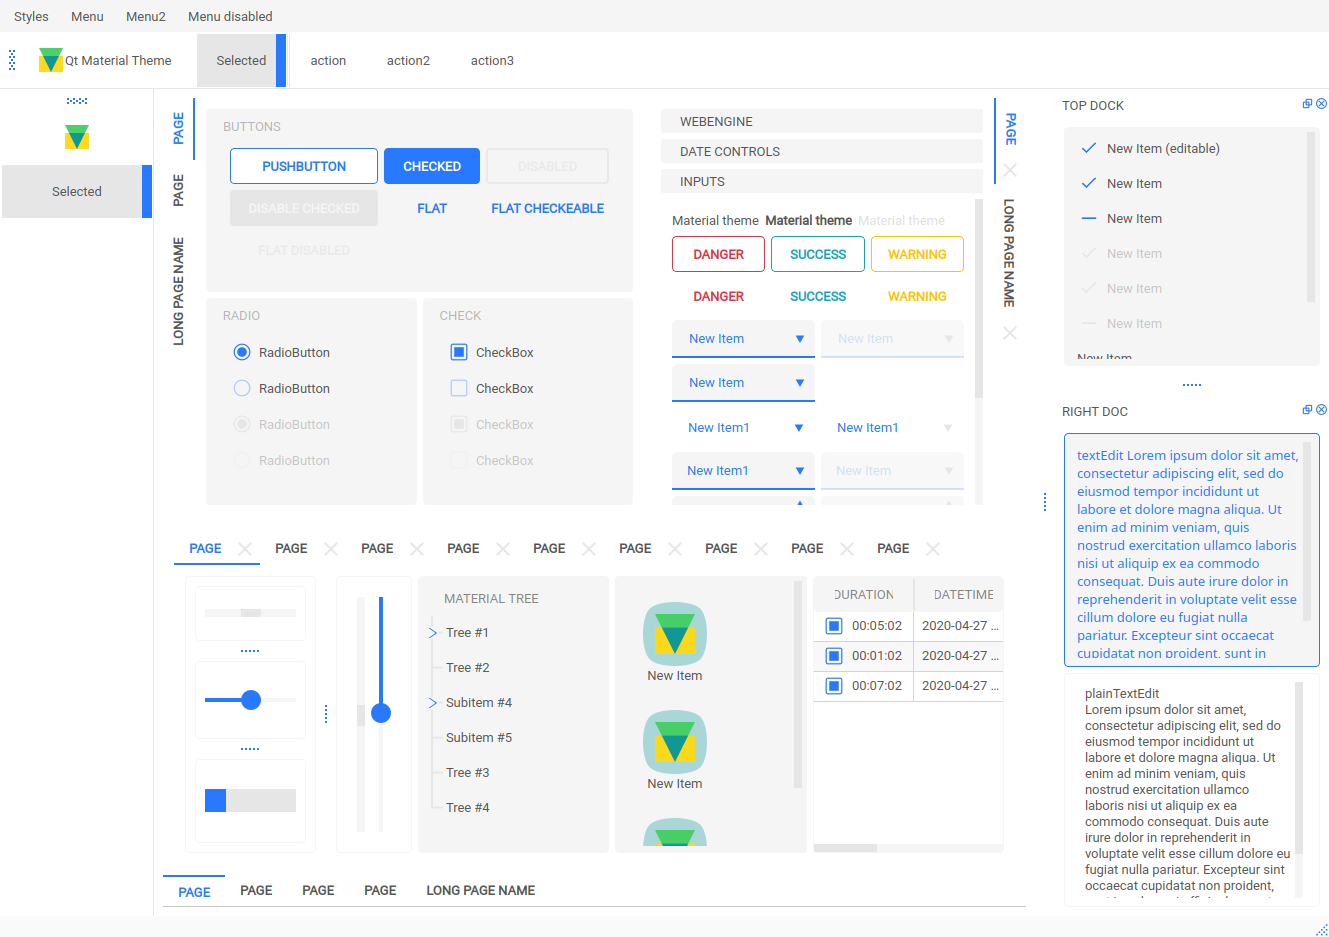 Styles Menu Menu2 Menu disabled
Qt Material Theme Selected action action2 action3
Selected
PAGE
PAGE
LONG PAGE NAME
BUTTONS
PUSHBUTTON CHECKED DISABLED
DISABLE CHECKED FLAT FLAT CHECKEABLE
FLAT DISABLED
RADIO
RadioButton
RadioButton
RadioButton
RadioButton
CHECK
CheckBox
CheckBox
CheckBox
CheckBox
WEBENGINE
DATE CONTROLS
INPUTS
Material theme Material theme Material theme
DANGER SUCCESS WARNING
DANGER SUCCESS WARNING
New Item New Item
New Item
New Item1 New Item1
New Item1 New Item
PAGE
LONG PAGE NAME
TOP DOCK
New Item (editable)
New Item
New Item
New Item
New Item
New Item
New Item
RIGHT DOC
textEdit Lorem ipsum dolor sit amet,
consectetur adipiscing elit, sed do
eiusmod tempor incididunt ut
labore et dolore magna aliqua. Ut
enim ad minim veniam, quis
nostrud exercitation ullamco laboris
nisi ut aliquip ex ea commodo
consequat. Duis aute irure dolor in
reprehenderit in voluptate velit esse
cillum dolore eu fugiat nulla
pariatur. Excepteur sint occaecat
cupidatat non proident, sunt in
plainTextEdit
Lorem ipsum dolor sit amet,
consectetur adipiscing elit, sed do
eiusmod tempor incididunt ut
labore et dolore magna aliqua. Ut
enim ad minim veniam, quis
nostrud exercitation ullamco
laboris nisi ut aliquip ex ea
commodo consequat. Duis aute
irure dolor in reprehenderit in
voluptate velit esse cillum dolore eu
fugiat nulla pariatur. Excepteur sint
occaecat cupidatat non proident,
PAGE PAGE PAGE PAGE PAGE PAGE PAGE PAGE PAGE
MATERIAL TREE
Tree #1
Tree #2
Subitem #4
Subitem #5
Tree #3
Tree #4
New Item
New Item
DURATION DATETIME
00:05:02 2020-04-27 ...
00:01:02 2020-04-27 ...
00:07:02 2020-04-27 ...
PAGE PAGE PAGE PAGE LONG PAGE NAME